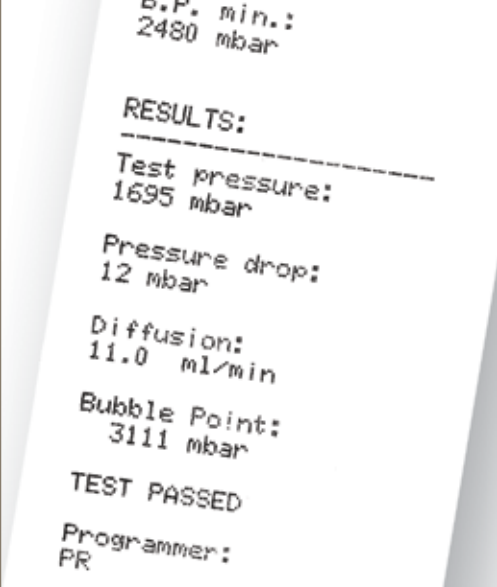 B.P. min.:
2480 mbar
RESULTS:
--------------------
Test pressure:
1695 mbar
Pressure drop:
12 mbar
Diffusion:
11.0 ml/min
Bubble Point:
3111 mbar
TEST PASSED
Programmer:
PR